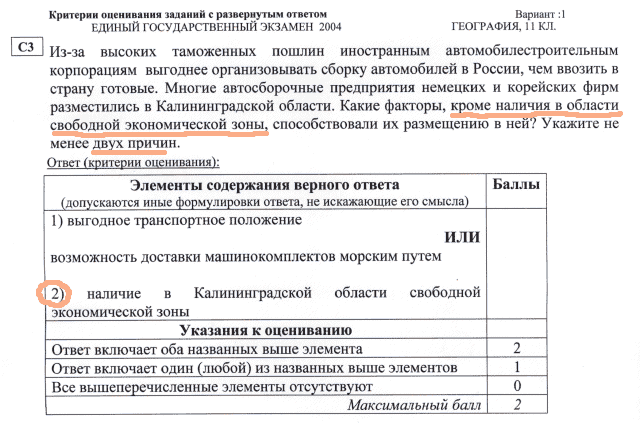 Критерии оценивания заданий с развернутым ответом Вариант :1
ЕДИНЫЙ ГОСУДАРСТВЕННЫЙ ЭКЗАМЕН 2004 ГЕОГРАФИЯ, 11 КЛ.
C3 Из-за высоких таможенных пошлин иностранным автомобилестроительным
корпорациям выгоднее организовывать сборку автомобилей в России, чем ввозить в
страну готовые. Многие автосборочные предприятия немецких и корейских фирм
разместились в Калининградской области. Какие факторы, кроме наличия в области
свободной экономической зоны, способствовали их размещению в ней? Укажите не
менее двух причин.
Ответ (критерии оценивания):
Элементы содержания верного ответа Баллы
(допускаются иные формулировки ответа, не искажающие его смысла)
1) выгодное транспортное положение
ИЛИ
возможность доставки машинокомплектов морским путем
2) наличие в Калининградской области свободной
экономической зоны
Указания к оцениванию
Ответ включает оба названных выше элемента 2
Ответ включает один (любой) из названных выше элементов 1
Все вышеперечисленные элементы отсутствуют 0
Максимальный балл 2